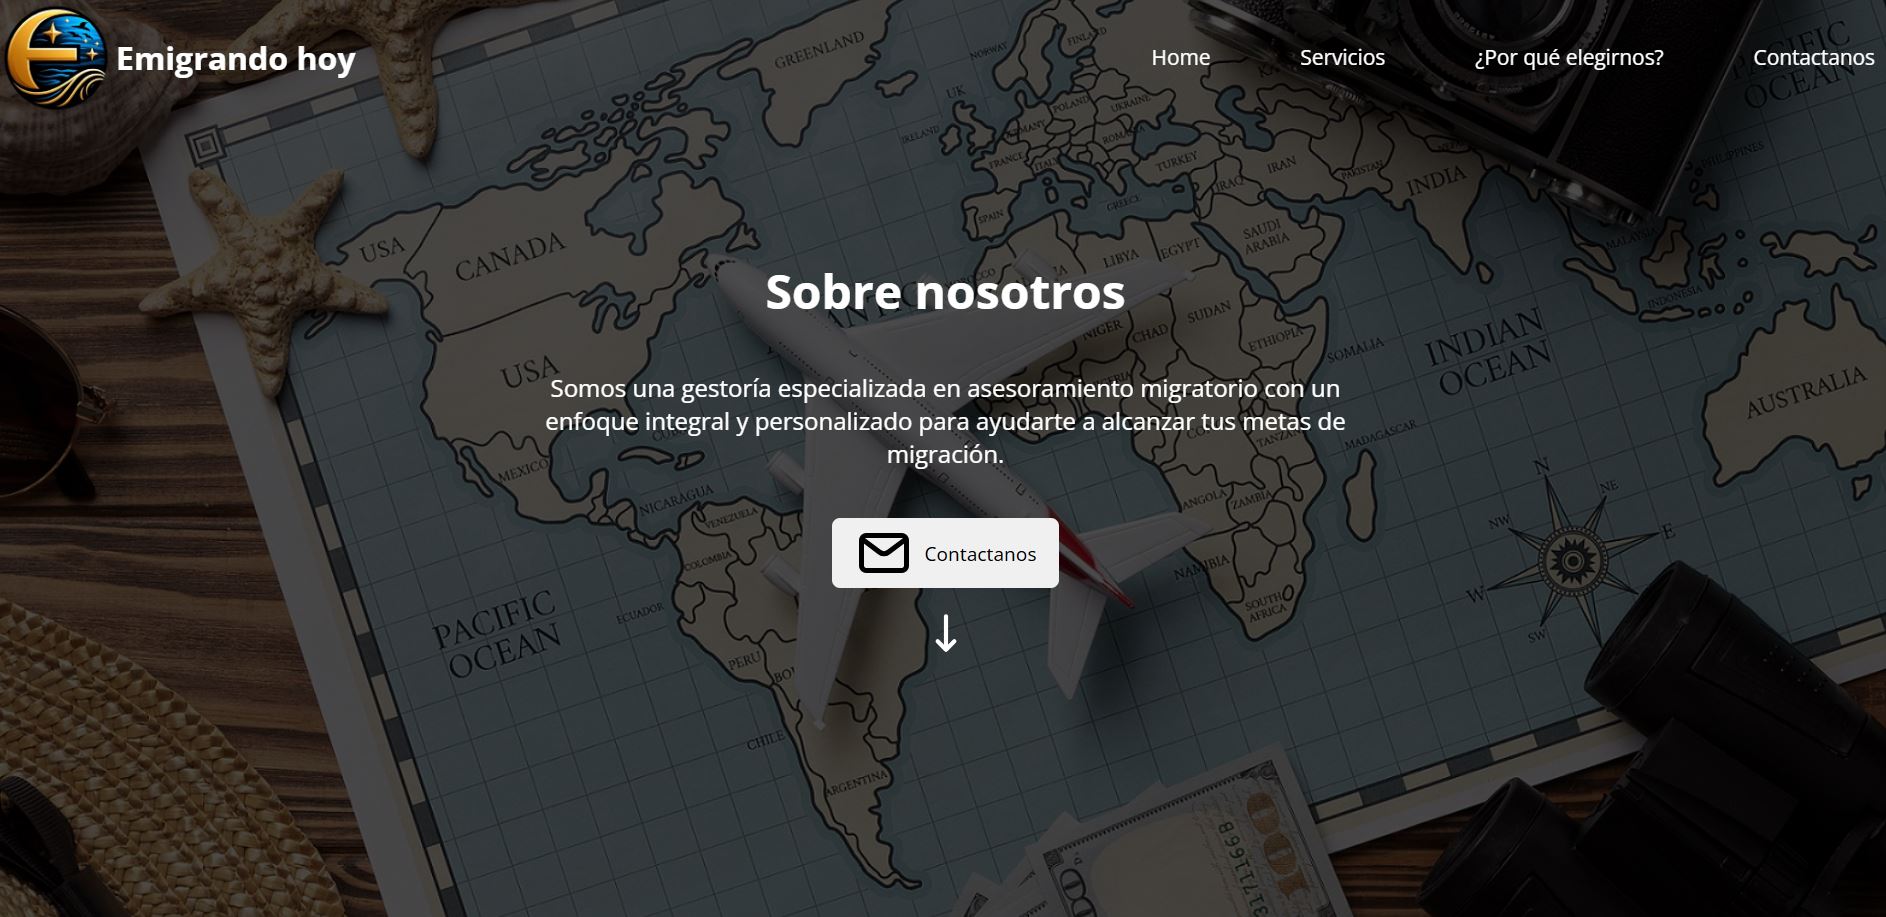 Emigrando hoy
Home
Servicios
¿Por qué elegirnos?
Contactanos
GREENLAND
NORWAY
FINLAND
UK
IRELAND
POLAND
UKRAINE
GERMANY
FRANCE
ITALY
ROMANIA
TURKEY
SPAIN
GREECE
IRAQ
IRAN
PAKISTAN
INDIA
PACIFIC
OCEAN
PHILIPPINES
MALAYSIA
INDONESIA
USA
CANADA
LIBYA
EGYPT
SAUDI
ARABIA
Sobre nosotros
NIGER
CHAD
SUDAN
ETHIOPIA
SOMALIA
INDIAN
OCEAN
AUSTRALIA
USA
Somos una gestoría especializada en asesoramiento migratorio con un
enfoque integral y personalizado para ayudarte a alcanzar tus metas de
migración.
MEXICO
NICARAGUA
VENEZUELA
COLOMBIA
TANZANIA
MADAGASCAR
ANGOLA
ZAMBIA
NAMIBIA
SOUTH
AFRICA
Contactanos
N
NE
E
NW
W
SW
S
PACIFIC
OCEAN
ECUADOR
PERU
CHILE
ARGENTINA
100